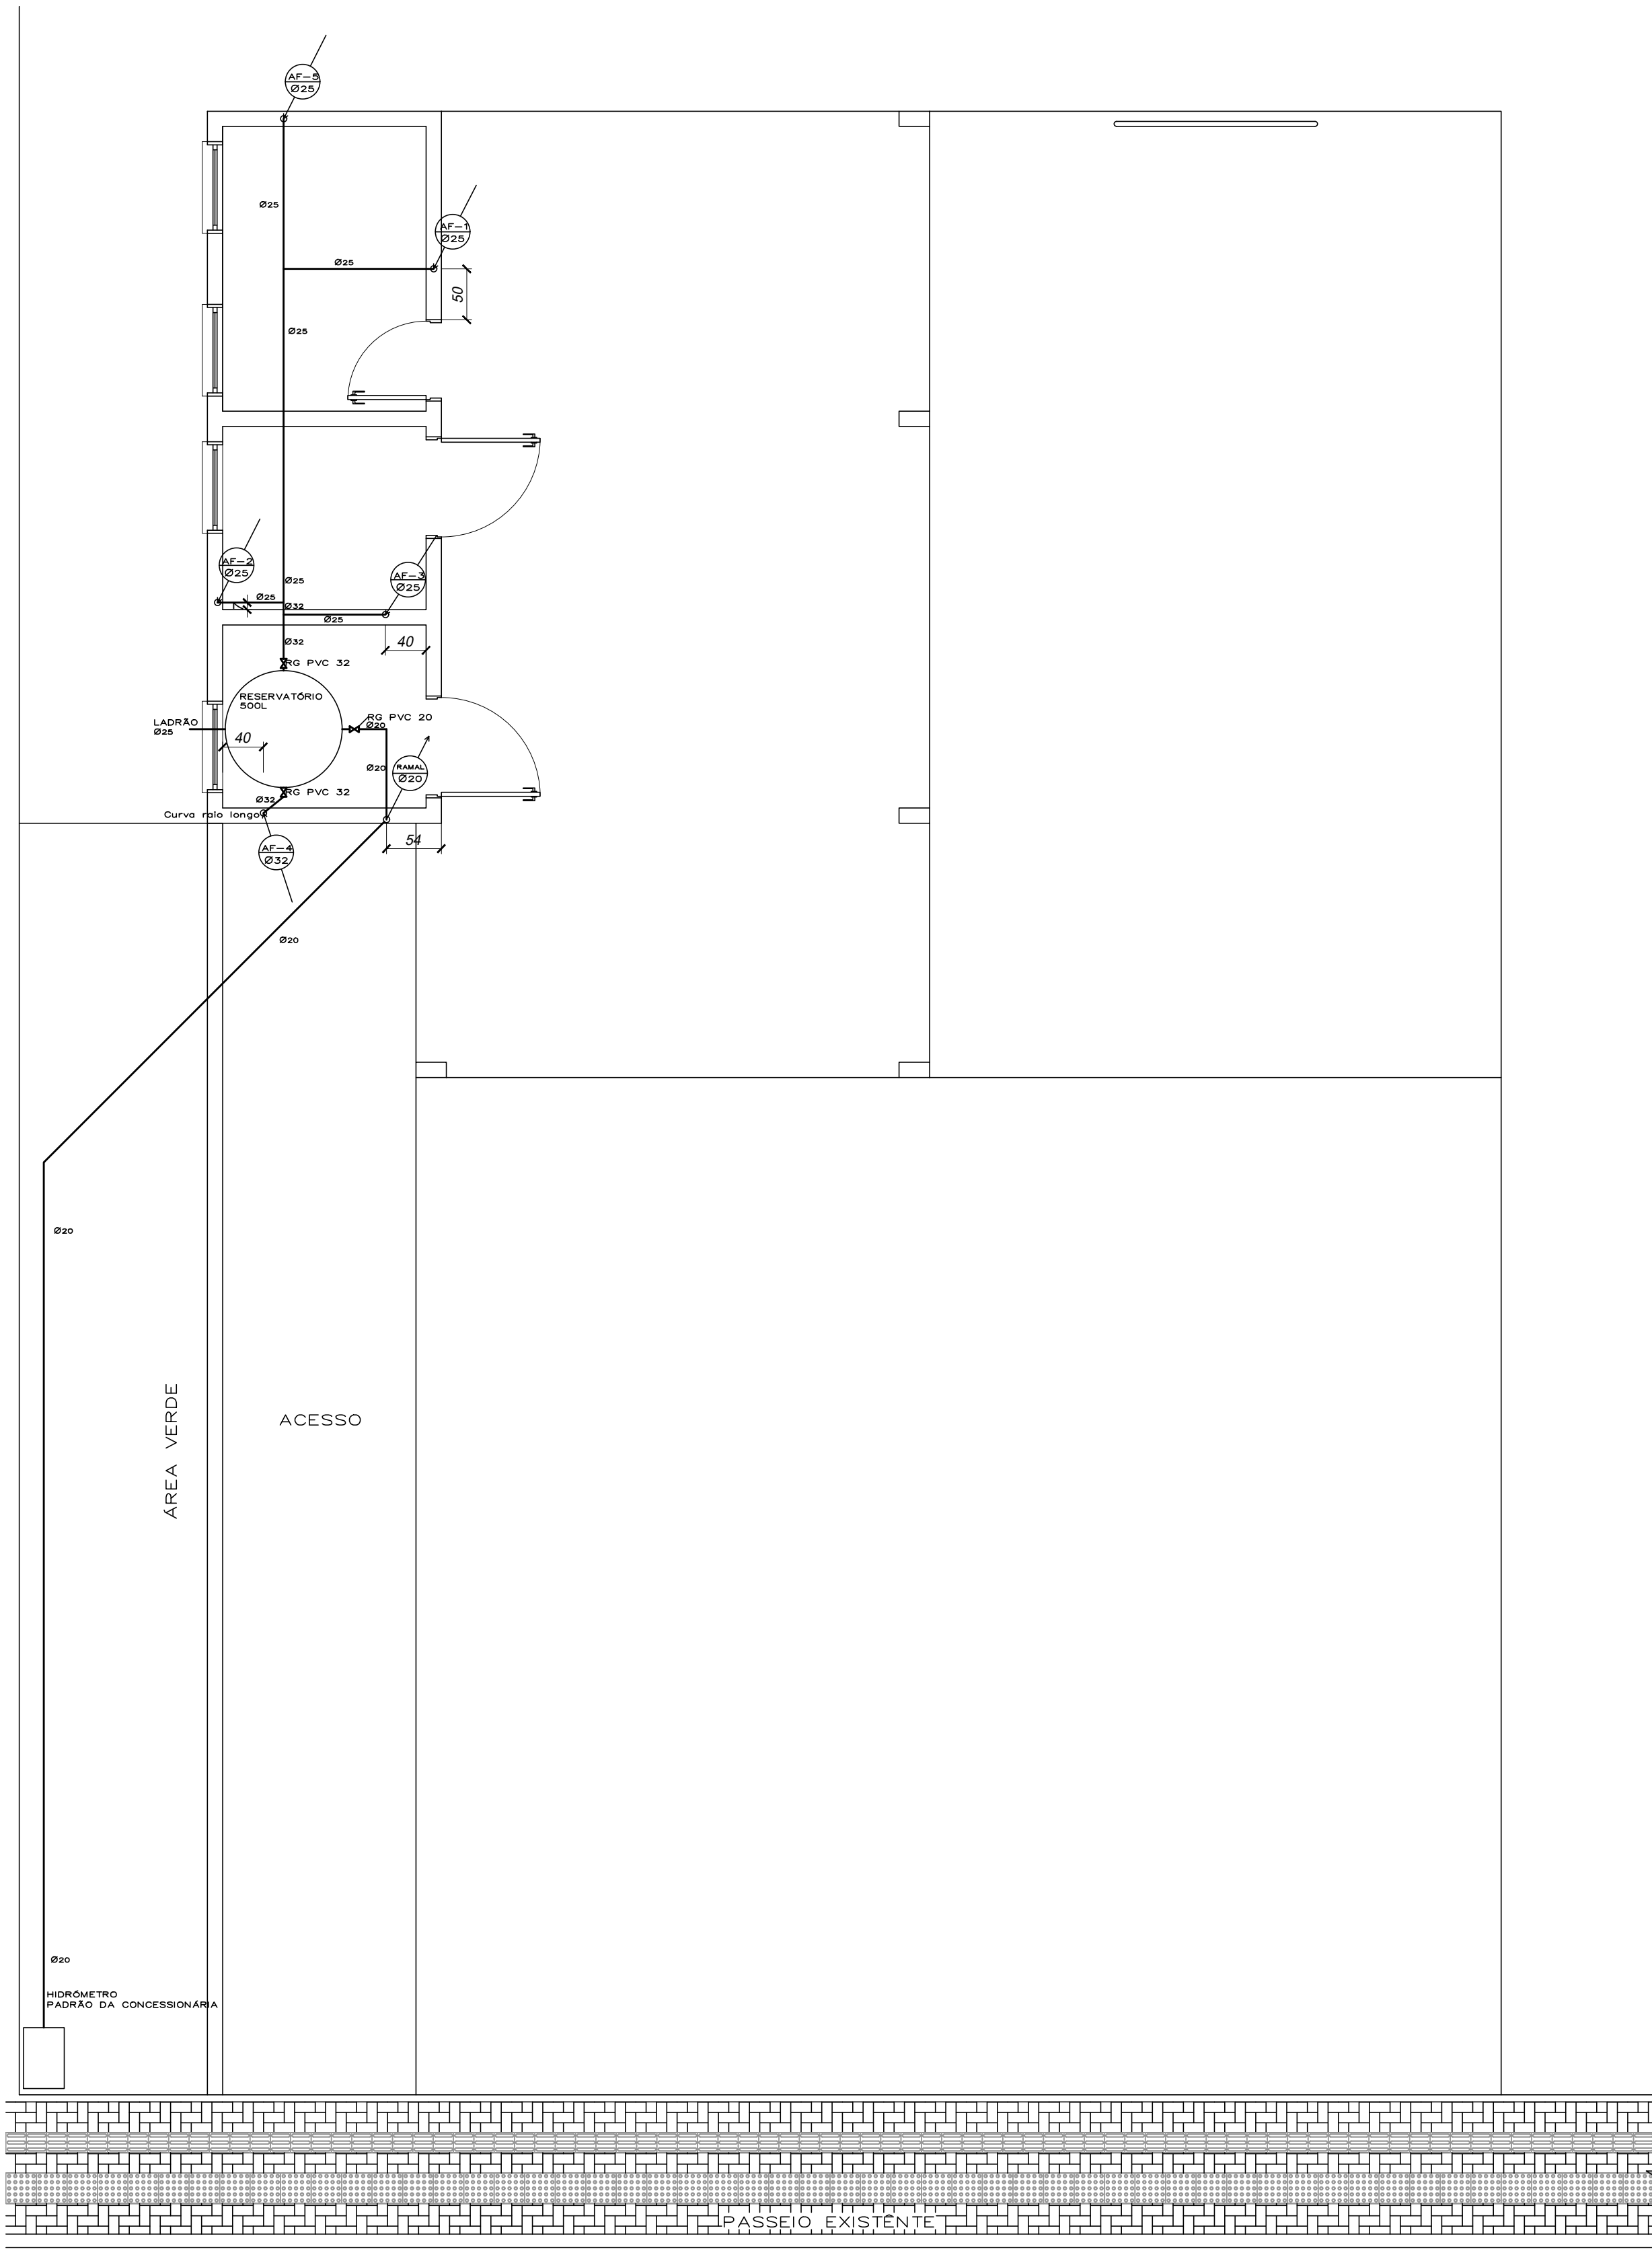 AF-5
Ø25
Ø25
AF-1
Ø25
Ø25
50
Ø25
AF-2
Ø25
AF-3
Ø25
Ø25
Ø25
Ø32
Ø25
Ø32
40
RG PVC 32
RESERVATÓRIO
500L
LADRÃO
Ø25
RG PVC 20
Ø20
40
Ø20
RAMAL
Ø20
RG PVC 32
Ø32
Curva raio longo
54
AF-4
Ø32
Ø20
Ø20
ÁREA VERDE
ACESSO
Ø20
HIDRÔMETRO
PADRÃO DA CONCESSIONÁRIA
PASSEIO EXISTÊNTE